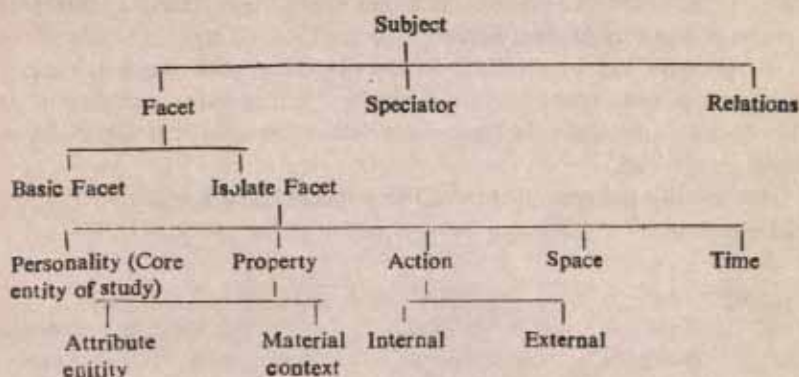 Subject
Facet Speciator Relations
Basic Facet Isolate Facet
Personality (Core Property Action Space Time
entity of study)
Attribute Material Internal External
enitity context